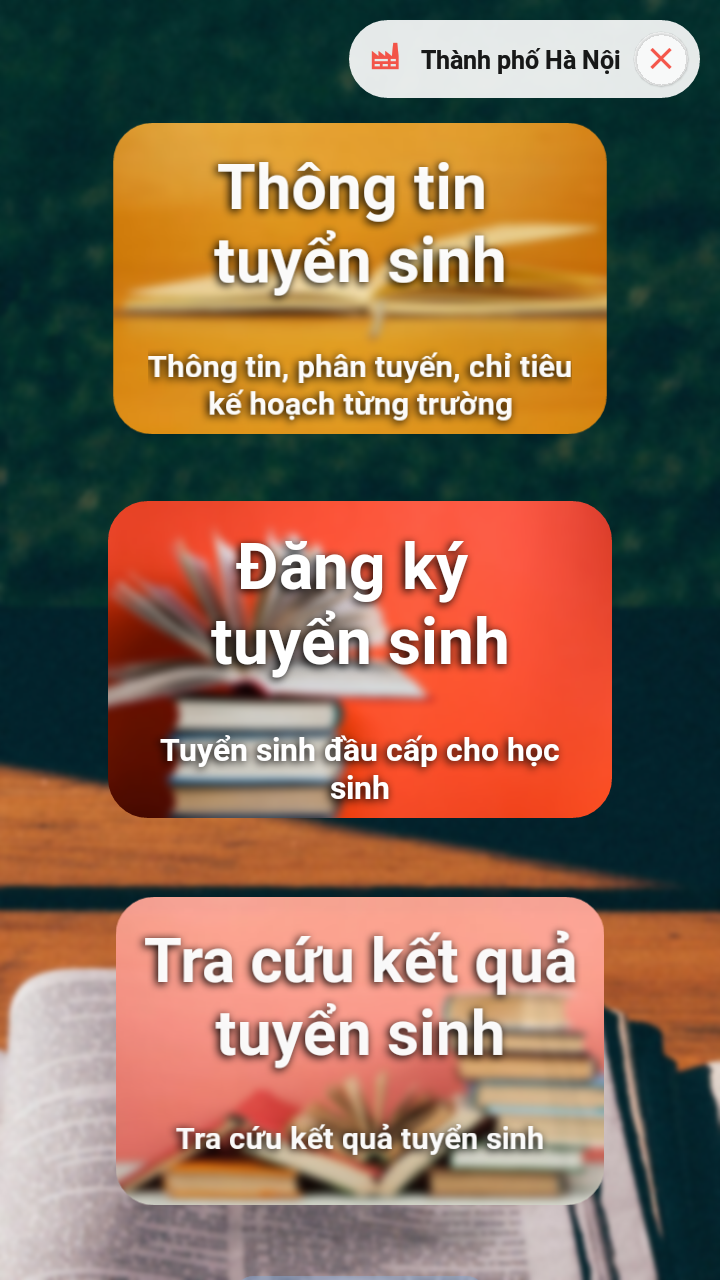 Thành phố Hà Nội
Thông tin
tuyển sinh
Thông tin, phân tuyến, chỉ tiêu
kế hoạch từng trường
Đăng ký
tuyển sinh
Tuyển sinh đầu cấp cho học
sinh
Tra cứu kết quả
tuyển sinh
Tra cứu kết quả tuyển sinh